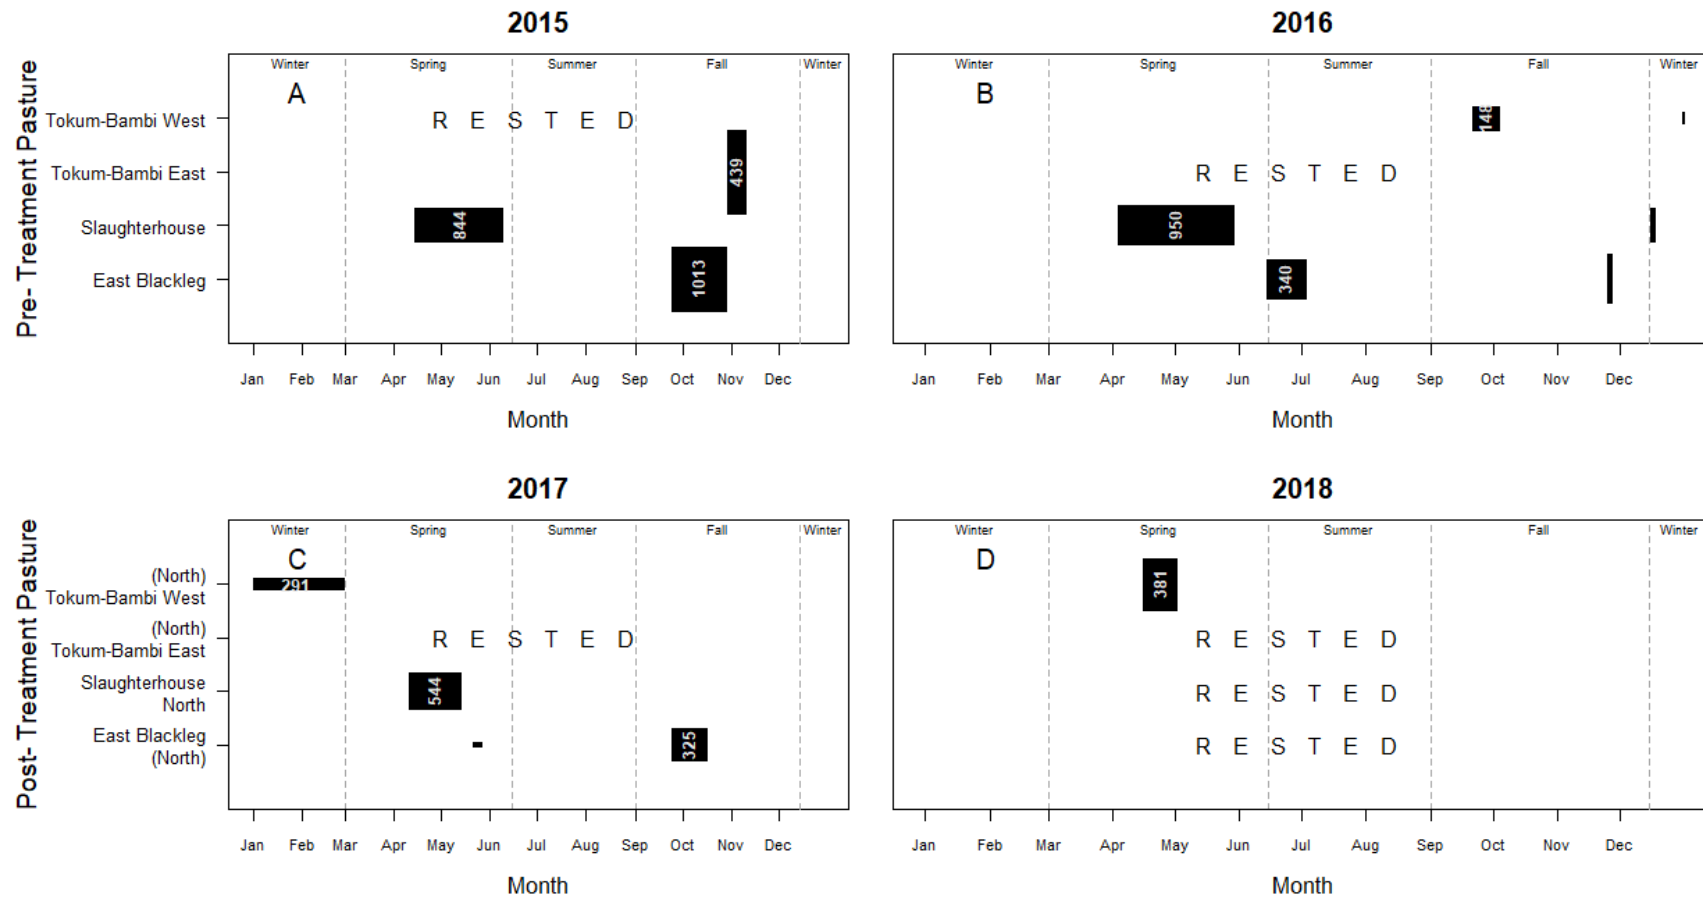 2015
Pre- Treatment Pasture
Winter Spring Summer Fall Winter
A
Tokum-Bambi West
R E S T E D
Tokum-Bambi East
439
Slaughterhouse
844
East Blackleg
1013
Jan Feb Mar Apr May Jun Jul Aug Sep Oct Nov Dec
Month
2016
Winter Spring Summer Fall Winter
B
148
R E S T E D
950
340
Jan Feb Mar Apr May Jun Jul Aug Sep Oct Nov Dec
Month
2017
Post- Treatment Pasture
Winter Spring Summer Fall Winter
C
(North)
Tokum-Bambi West
291
(North)
Tokum-Bambi East
R E S T E D
Slaughterhouse
North
544
East Blackleg
(North)
325
Jan Feb Mar Apr May Jun Jul Aug Sep Oct Nov Dec
Month
2018
Winter Spring Summer Fall Winter
D
381
R E S T E D
R E S T E D
R E S T E D
Jan Feb Mar Apr May Jun Jul Aug Sep Oct Nov Dec
Month